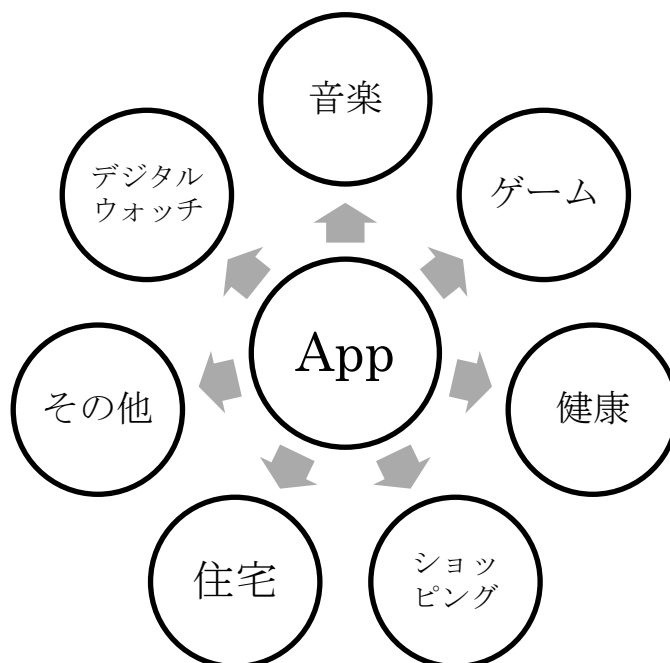 音楽
ゲーム
健康
ショッ
ピング
住宅
その他
デジタル
ウォッチ
App